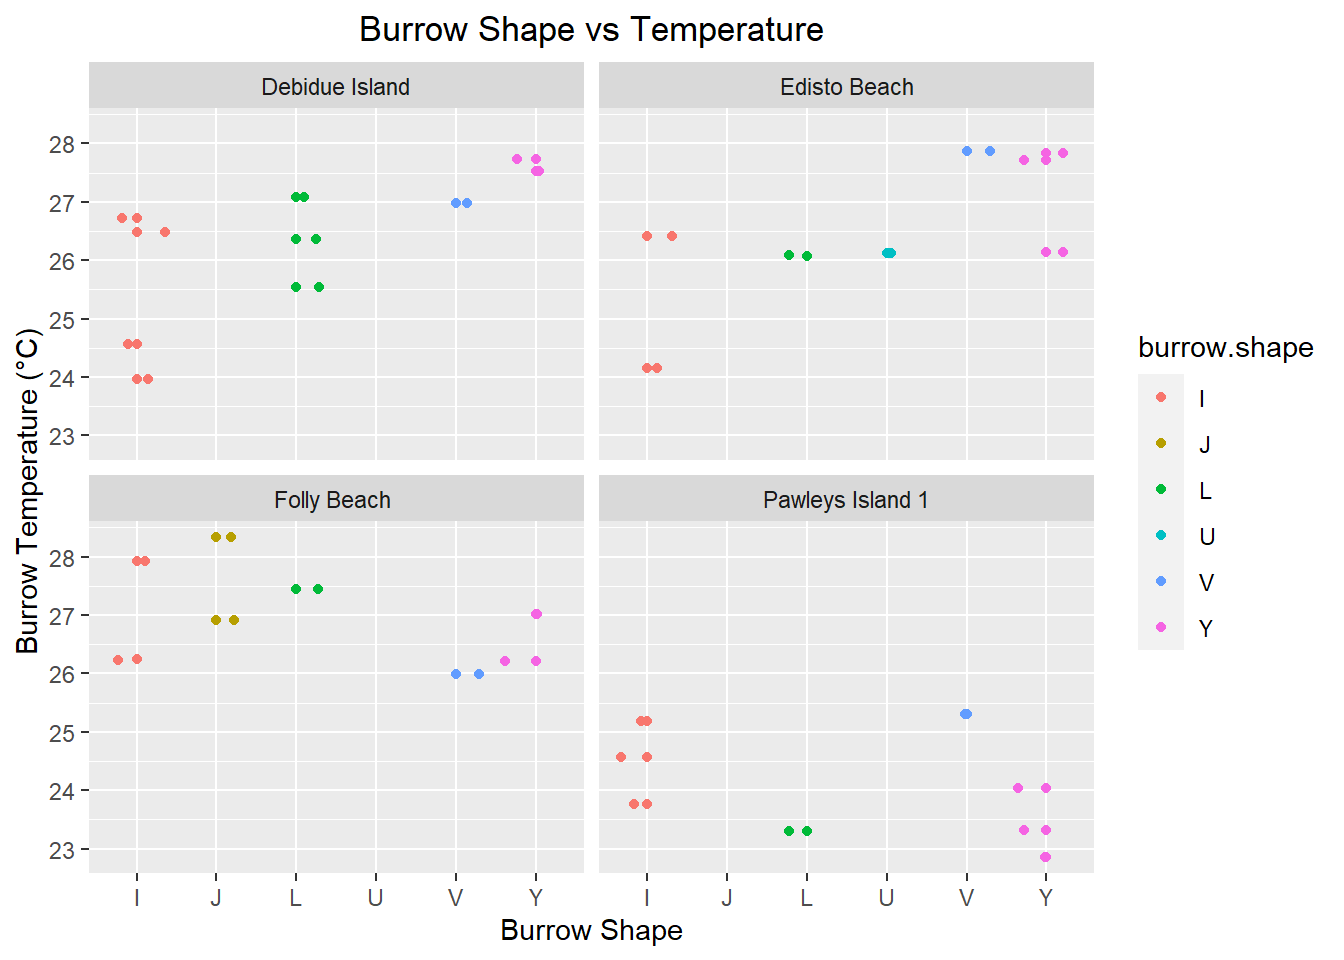 Burrow Shape vs Temperature
Debidue Island
Edisto Beach
28
27
26
25
24
23
Folly Beach
Pawleys Island 1
28
27
26
25
24
23
I J L U V Y
I J L U V Y
Burrow Shape
Burrow Temperature (°C)
burrow.shape
I
J
L
U
V
Y